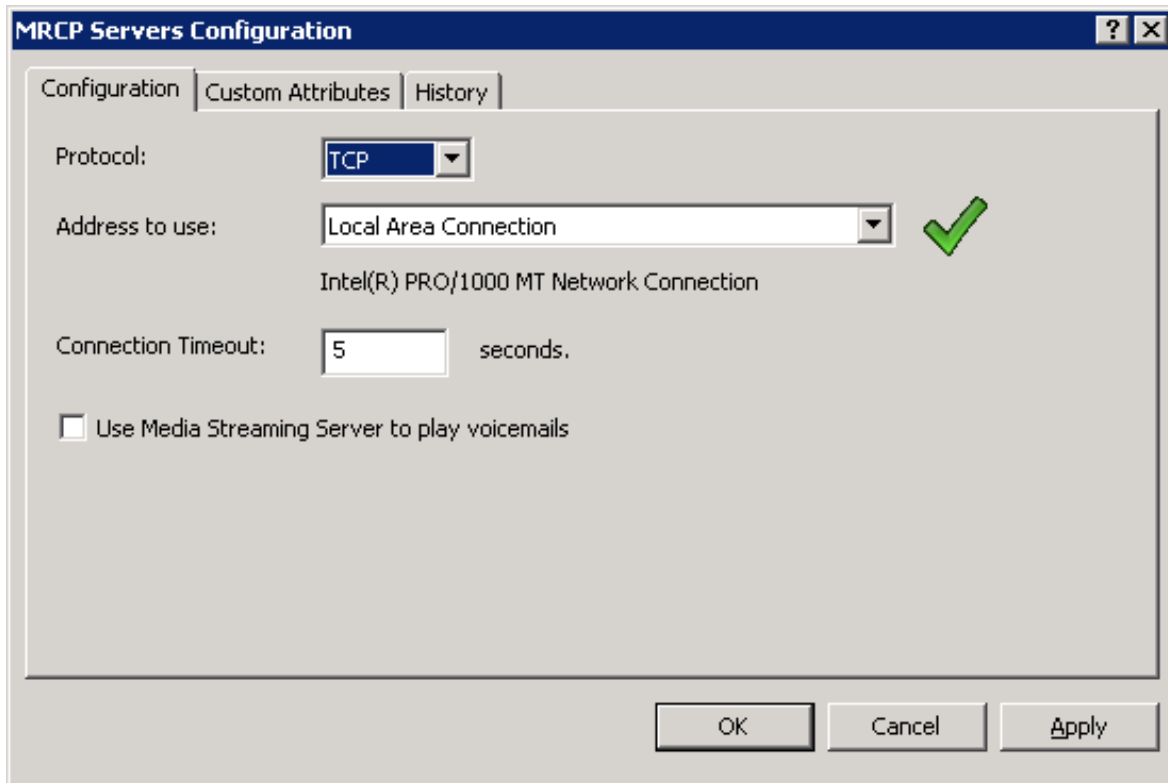 MRCP Servers Configuration
Configuration Custom Attributes History
Protocol: TCP
Address to use: Local Area Connection
Intel(R) PRO/1000 MT Network Connection
Connection Timeout: 5 seconds.
Use Media Streaming Server to play voicemails
OK Cancel Apply